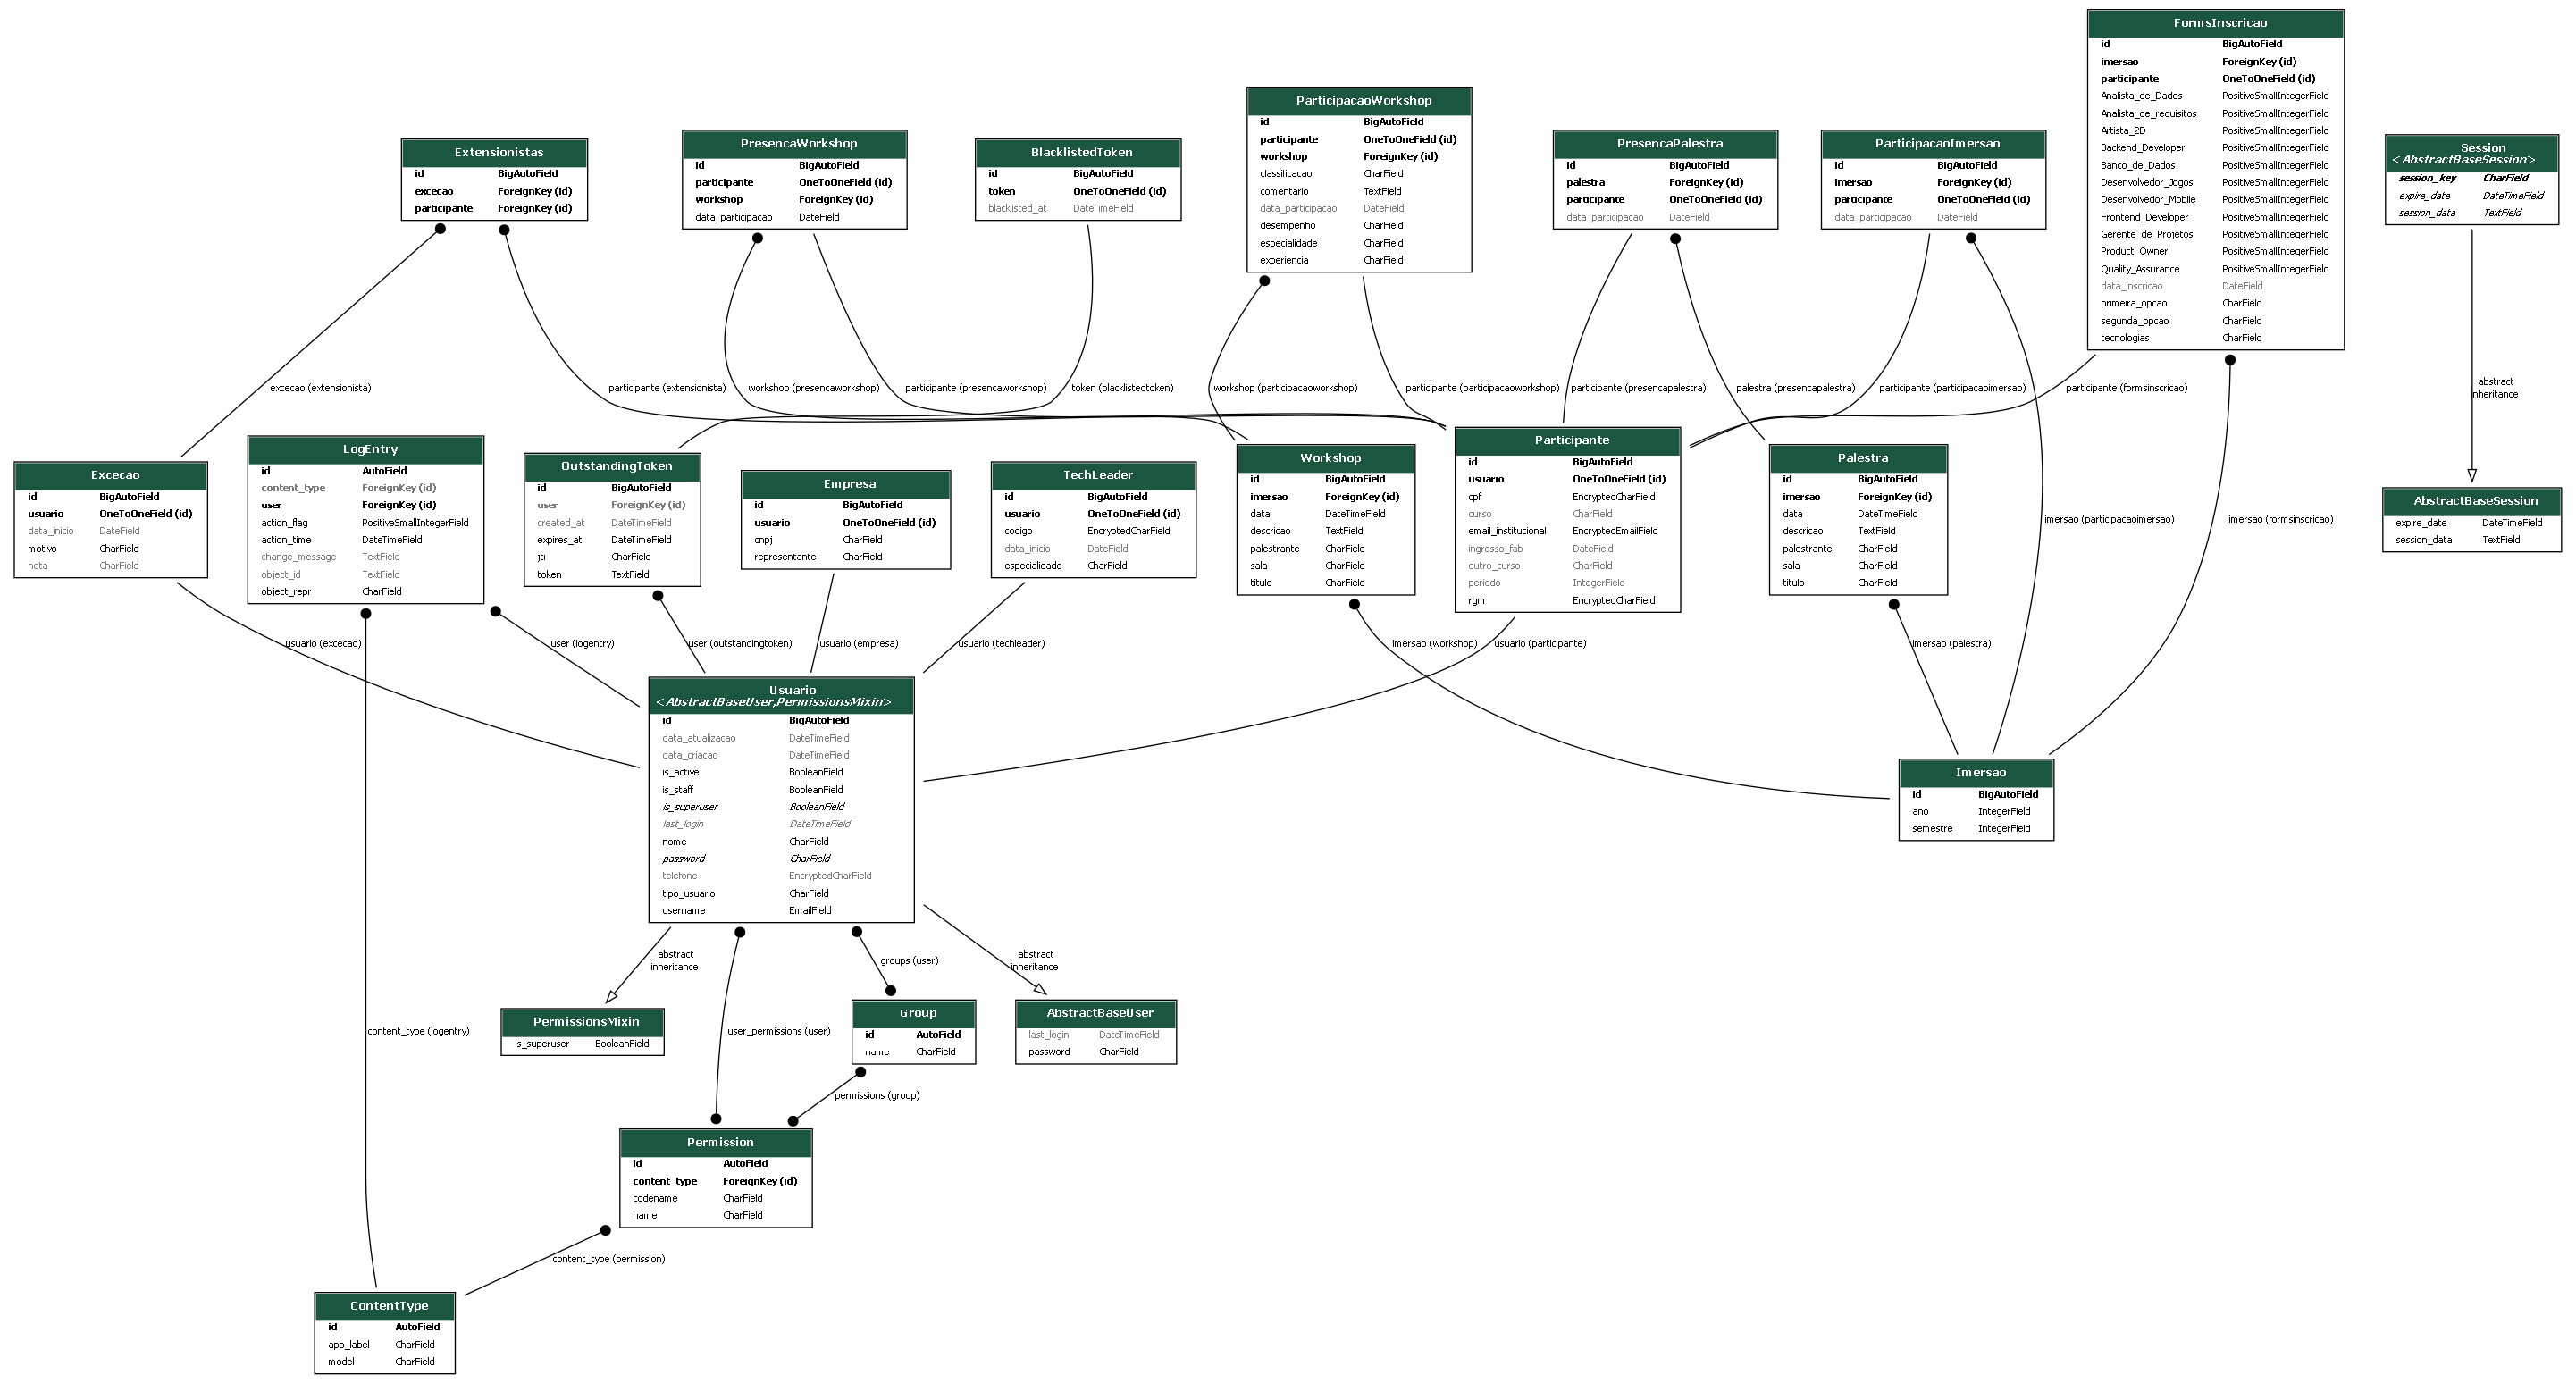 FormsInscricao
id BigAutoField
imersao ForeignKey (id)
participante OneToOneField (id)
Analista_de_Dados PositiveSmallIntegerField
Analista_de_requisitos PositiveSmallIntegerField
Artista_2D PositiveSmallIntegerField
Backend_Developer PositiveSmallIntegerField
Banco_de_Dados PositiveSmallIntegerField
Desenvolvedor_Jogos PositiveSmallIntegerField
Desenvolvedor_Mobile PositiveSmallIntegerField
Frontend_Developer PositiveSmallIntegerField
Gerente_de_Projetos PositiveSmallIntegerField
Product_Owner PositiveSmallIntegerField
Quality_Assurance PositiveSmallIntegerField
data_inscricao DateField
primeira_opcao CharField
segunda_opcao CharField
tecnologias CharField
ParticipacaoWorkshop
id BigAutoField
participante OneToOneField (id)
workshop ForeignKey (id)
classificacao CharField
comentario TextField
data_participacao DateField
desempenho CharField
especialidade CharField
experiencia CharField
Extensionistas
id BigAutoField
excecao ForeignKey (id)
participante ForeignKey (id)
PresencaWorkshop
id BigAutoField
participante OneToOneField (id)
workshop ForeignKey (id)
data_participacao DateField
BlacklistedToken
id BigAutoField
token OneToOneField (id)
blacklisted_at DateTimeField
PresencaPalestra
id BigAutoField
palestra ForeignKey (id)
participante OneToOneField (id)
data_participacao DateField
ParticipacaoImersao
id BigAutoField
imersao ForeignKey (id)
participante OneToOneField (id)
data_participacao DateField
Session
<AbstractBaseSession>
session_key CharField
expire_date DateTimeField
session_data TextField
excecao (extensionista)
participante (extensionista)
workshop (presencaworkshop)
participante (presencaworkshop)
token (blacklistedtoken)
workshop (participacaoworkshop)
participante (participacaoworkshop)
participante (presencapalestra)
palestra (presencapalestra)
participante (participacaoimersao)
participante (formsinscricao)
abstract
inheritance
Excecao
id BigAutoField
usuario OneToOneField (id)
data_inicio DateField
motivo CharField
nota CharField
LogEntry
id AutoField
content_type ForeignKey (id)
user ForeignKey (id)
action_flag PositiveSmallIntegerField
action_time DateTimeField
change_message TextField
object_id TextField
object_repr CharField
OutstandingToken
id BigAutoField
user ForeignKey (id)
created_at DateTimeField
expires_at DateTimeField
jti CharField
token TextField
Empresa
id BigAutoField
usuario OneToOneField (id)
cnpj CharField
representante CharField
TechLeader
id BigAutoField
usuario OneToOneField (id)
codigo EncryptedCharField
data_inicio DateField
especialidade CharField
Workshop
id BigAutoField
imersao ForeignKey (id)
data DateTimeField
descricao TextField
palestrante CharField
sala CharField
titulo CharField
Participante
id BigAutoField
usuario OneToOneField (id)
cpf EncryptedCharField
curso CharField
email_institucional EncryptedEmailField
ingresso_fab DateField
outro_curso CharField
periodo IntegerField
rgm EncryptedCharField
Palestra
id BigAutoField
imersao ForeignKey (id)
data DateTimeField
descricao TextField
palestrante CharField
sala CharField
titulo CharField
imersao (participacaoimersao)
imersao (formsinscricao)
AbstractBaseSession
expire_date DateTimeField
session_data TextField
usuario (excecao)
user (logentry)
user (outstandingtoken)
usuario (empresa)
usuario (techleader)
imersao (workshop)
usuario (participante)
imersao (palestra)
Usuario
<AbstractBaseUser,PermissionsMixin>
id BigAutoField
data_atualizacao DateTimeField
data_criacao DateTimeField
is_active BooleanField
is_staff BooleanField
is_superuser BooleanField
last_login DateTimeField
nome CharField
password CharField
telefone EncryptedCharField
tipo_usuario CharField
username EmailField
Imersao
id BigAutoField
ano IntegerField
semestre IntegerField
abstract
inheritance
groups (user)
abstract
inheritance
content_type (logentry)
PermissionsMixin
is_superuser BooleanField
user_permissions (user)
Group
id AutoField
name CharField
AbstractBaseUser
last_login DateTimeField
password CharField
permissions (group)
Permission
id AutoField
content_type ForeignKey (id)
codename CharField
name CharField
content_type (permission)
ContentType
id AutoField
app_label CharField
model CharField